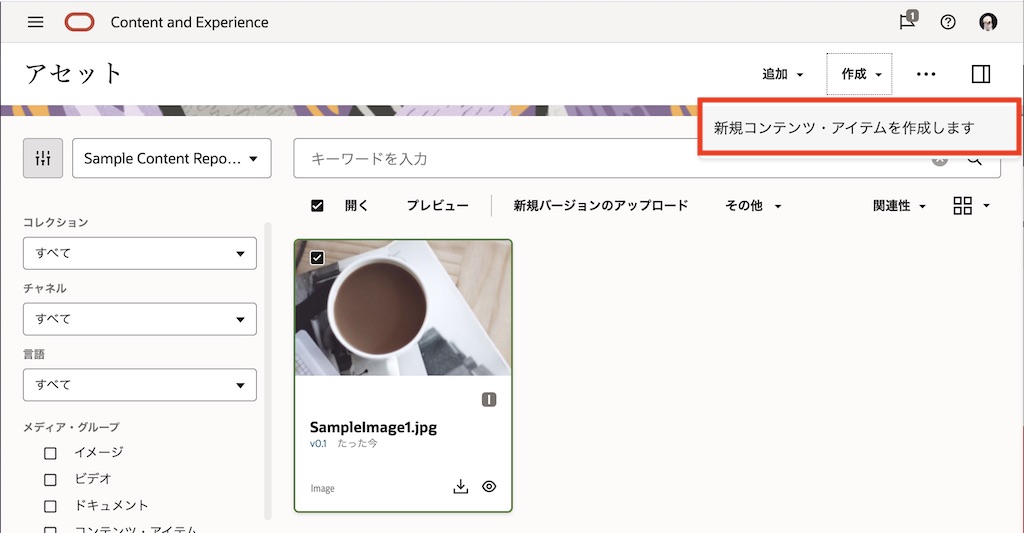 Content and Experience
1
アセット
追加
作成
新規コンテンツ・アイテムを作成します
Sample Content Repo...
キーワードを入力
開く
プレビュー
新規バージョンのアップロード
その他
関連性
コレクション
すべて
チャネル
すべて
言語
すべて
メディア・グループ
イメージ
ビデオ
ドキュメント
コンテンツ・アイテム
I
SampleImage1.jpg
v0.1 たった今
Image